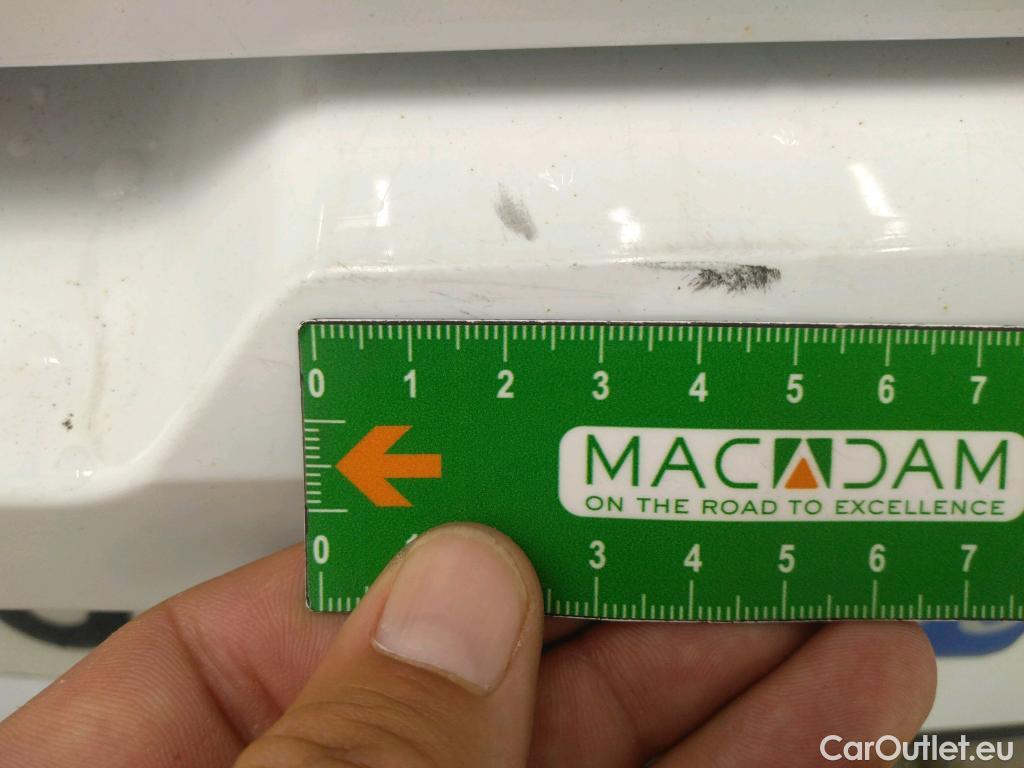 0 1 2 3 4 5 6 7
MACADAM
ON THE ROAD TO EXCELLENCE
0 3 4 5 6 7
CarOutlet.eu